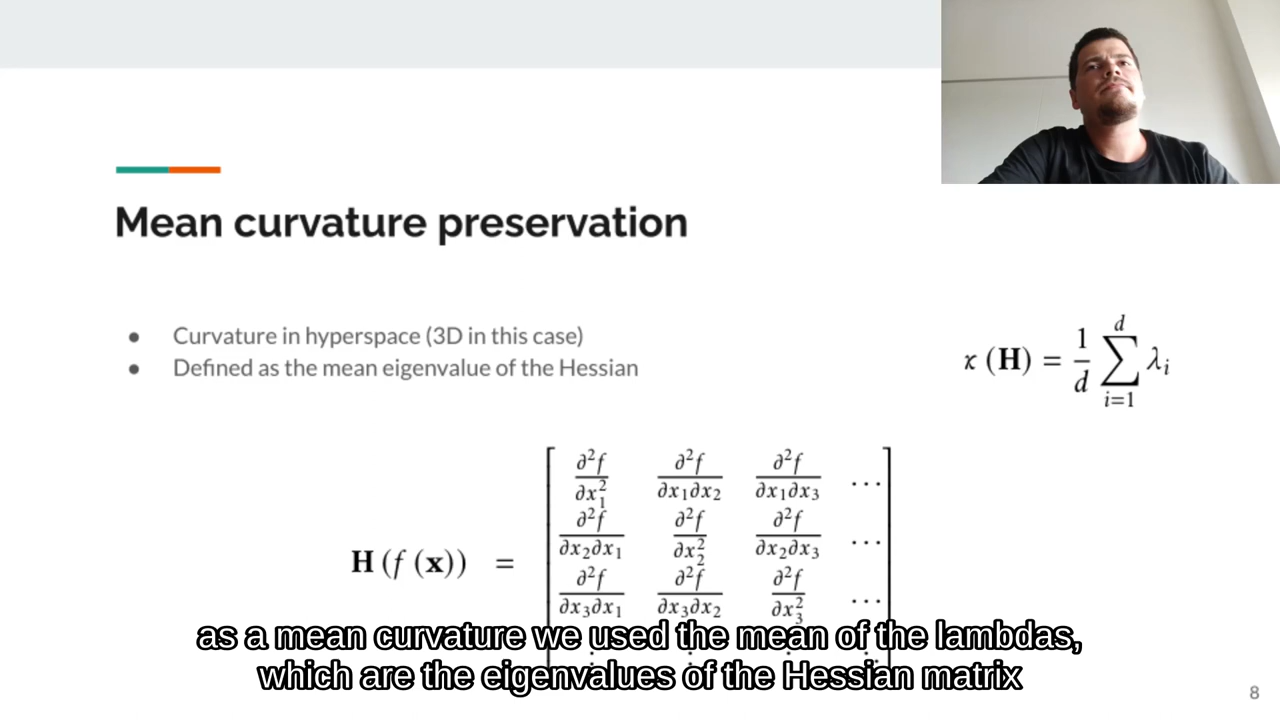 Mean curvature preservation
● Curvature in hyperspace (3D in this case)
● Defined as the mean eigenvalue of the Hessian
κ (H) = 1/d ∑_{i=1}^{d} λ_i
H (f (x)) =
∂²f/∂x₁² ∂²f/∂x₁∂x₂ ∂²f/∂x₁∂x₃ ···
∂²f/∂x₂∂x₁ ∂²f/∂x₂² ∂²f/∂x₂∂x₃ ···
∂²f/∂x₃∂x₁ ∂²f/∂x₃∂x₂ ∂²f/∂x₃² ···
as a mean curvature we used the mean of the lambdas,
which are the eigenvalues of the Hessian matrix
8